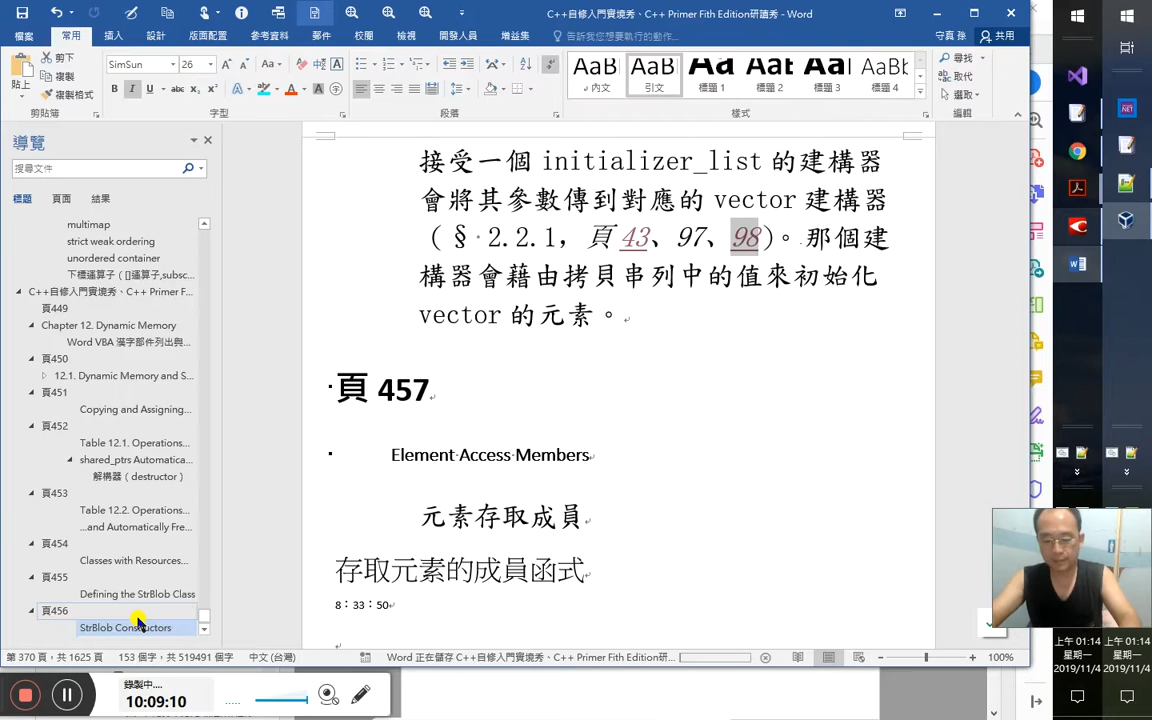 C++自修入門實境秀、C++ Primer Fith Edition研讀秀 - Word
檔案 常用 插入 設計 版面配置 參考資料 郵件 校閱 檢視 開發人員 增益集 告訴我您想要執行的動作... 守真 孫 共用
貼上 剪下 複製 複製格式
SimSun 26
AaB AaB Aa AaB AaB AaBb
內文 引文 標題 1 標題 2 標題 3 標題 4
尋找 取代 選取
剪貼簿 字型 段落 樣式 編輯
導覽
搜尋文件
標題 頁面 結果
multimap
strict weak ordering
unordered container
下標運算子（[]運算子,subsc...
C++自修入門實境秀、C++ Primer F...
頁449
Chapter 12. Dynamic Memory
Word VBA 漢字部件列出與...
頁450
12.1. Dynamic Memory and S...
頁451
Copying and Assigning...
頁452
Table 12.1. Operations...
shared_ptrs Automatica...
解構器（destructor）
頁453
Table 12.2. Operations...
...and Automatically Fre...
頁454
Classes with Resources...
頁455
Defining the StrBlob Class
頁456
StrBlob Constructors
接受一個 initializer_list 的建構器
會將其參數傳到對應的 vector 建構器
（§ 2.2.1，頁 43、97、98)。那個建
構器會藉由拷貝串列中的值來初始化
vector 的元素。
頁 457
Element Access Members
元素存取成員
存取元素的成員函式
8：33：50
第 370 頁，共 1625 頁 153 個字，共 519491 個字 中文 (台灣) Word 正在儲存 C++自修入門實境秀、C++ Primer Fith Edition研... 100%
錄製中...
10:09:10
上午 01:14
星期一
2019/11/4
上午 01:14
星期一
2019/11/4